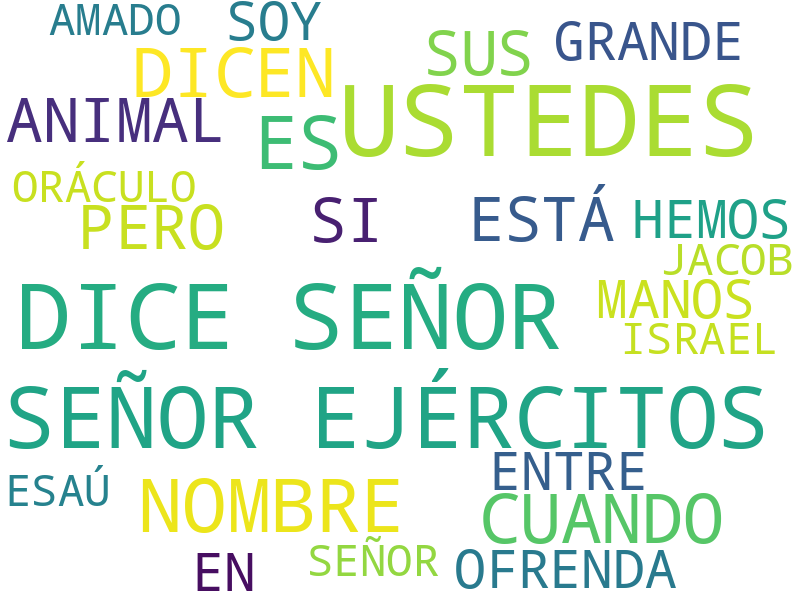 AMADO
SOY
GRANDE
DICEN
SUS
USTEDES
ANIMAL
ES
ORÁCULO
PERO
SI
ESTÁ
HEMOS
JACOB
DICE SEÑOR
MANOS
ISRAEL
SEÑOR EJÉRCITOS
ESAÚ
NOMBRE
ENTRE
CUANDO
EN
SEÑOR
OFRENDA